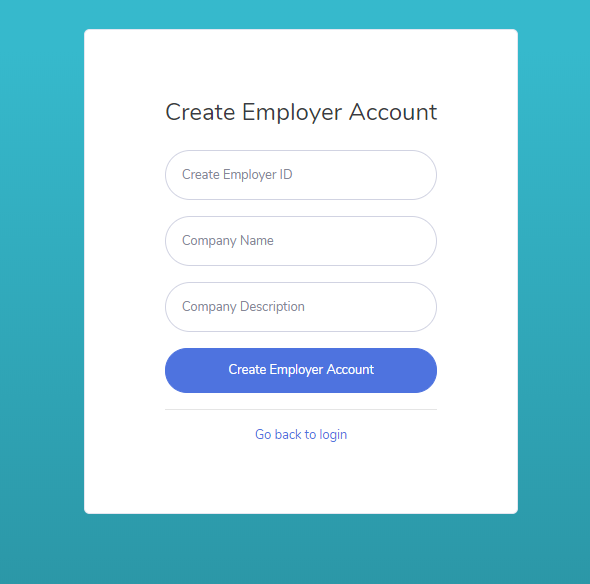 Create Employer Account
Create Employer ID
Company Name
Company Description
Create Employer Account
Go back to login